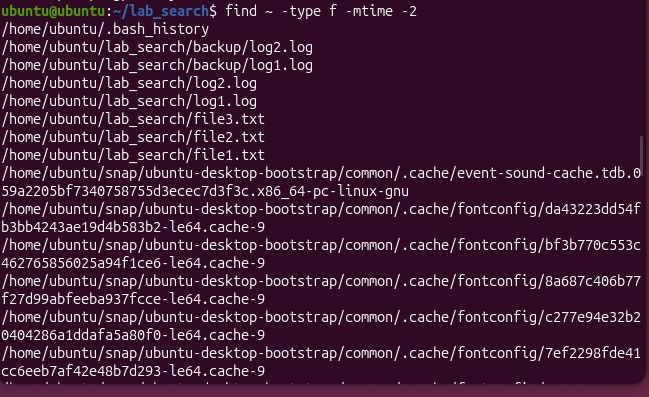 ubuntu@ubuntu:~/lab_search$ find ~ -type f -mtime -2
/home/ubuntu/.bash_history
/home/ubuntu/lab_search/backup/log2.log
/home/ubuntu/lab_search/backup/log1.log
/home/ubuntu/lab_search/log2.log
/home/ubuntu/lab_search/log1.log
/home/ubuntu/lab_search/file3.txt
/home/ubuntu/lab_search/file2.txt
/home/ubuntu/lab_search/file1.txt
/home/ubuntu/snap/ubuntu-desktop-bootstrap/common/.cache/event-sound-cache.tdb.0
59a2205bf7340758755d3ecec7d3f3c.x86_64-pc-linux-gnu
/home/ubuntu/snap/ubuntu-desktop-bootstrap/common/.cache/fontconfig/da43223dd54f
b3bb4243ae19d4b583b2-le64.cache-9
/home/ubuntu/snap/ubuntu-desktop-bootstrap/common/.cache/fontconfig/bf3b770c553c
462765856025a94f1ce6-le64.cache-9
/home/ubuntu/snap/ubuntu-desktop-bootstrap/common/.cache/fontconfig/8a687c406b77
f27d99abfeeba937fcce-le64.cache-9
/home/ubuntu/snap/ubuntu-desktop-bootstrap/common/.cache/fontconfig/c277e94e32b2
0404286a1ddafa5a80f0-le64.cache-9
/home/ubuntu/snap/ubuntu-desktop-bootstrap/common/.cache/fontconfig/7ef2298fde41
cc6eeb7af42e48b7d293-le64.cache-9